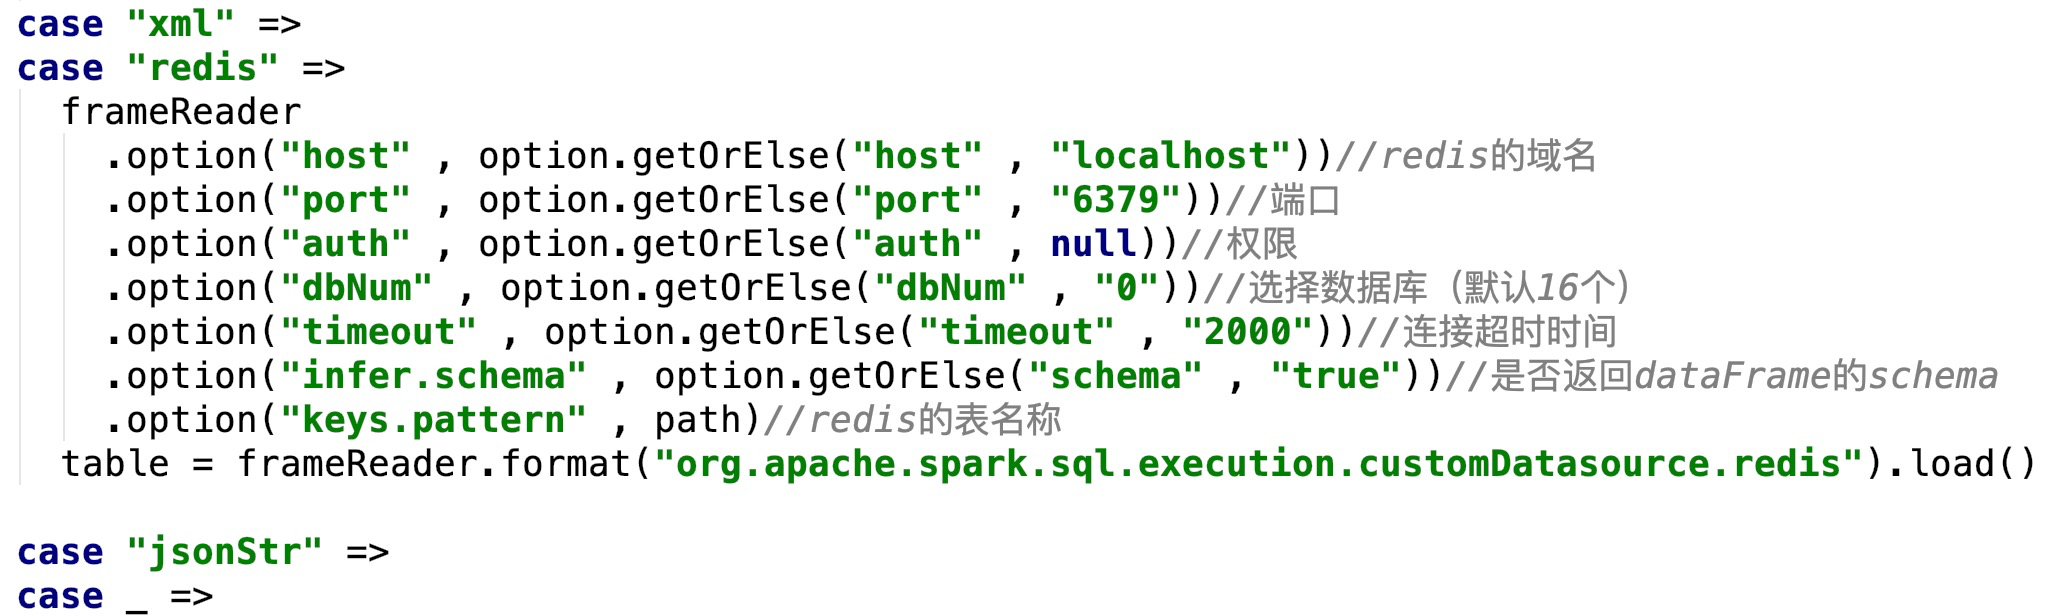 case "xml" =>
case "redis" =>
frameReader
.option("host" , option.getOrElse("host" , "localhost"))//redis的域名
.option("port" , option.getOrElse("port" , "6379"))//端口
.option("auth" , option.getOrElse("auth" , null))//权限
.option("dbNum" , option.getOrElse("dbNum" , "0"))//选择数据库（默认16个）
.option("timeout" , option.getOrElse("timeout" , "2000"))//连接超时时间
.option("infer.schema" , option.getOrElse("schema" , "true"))//是否返回dataFrame的schema
.option("keys.pattern" , path)//redis的表名称
table = frameReader.format("org.apache.spark.sql.execution.customDatasource.redis").load()
case "jsonStr" =>
case _ =>